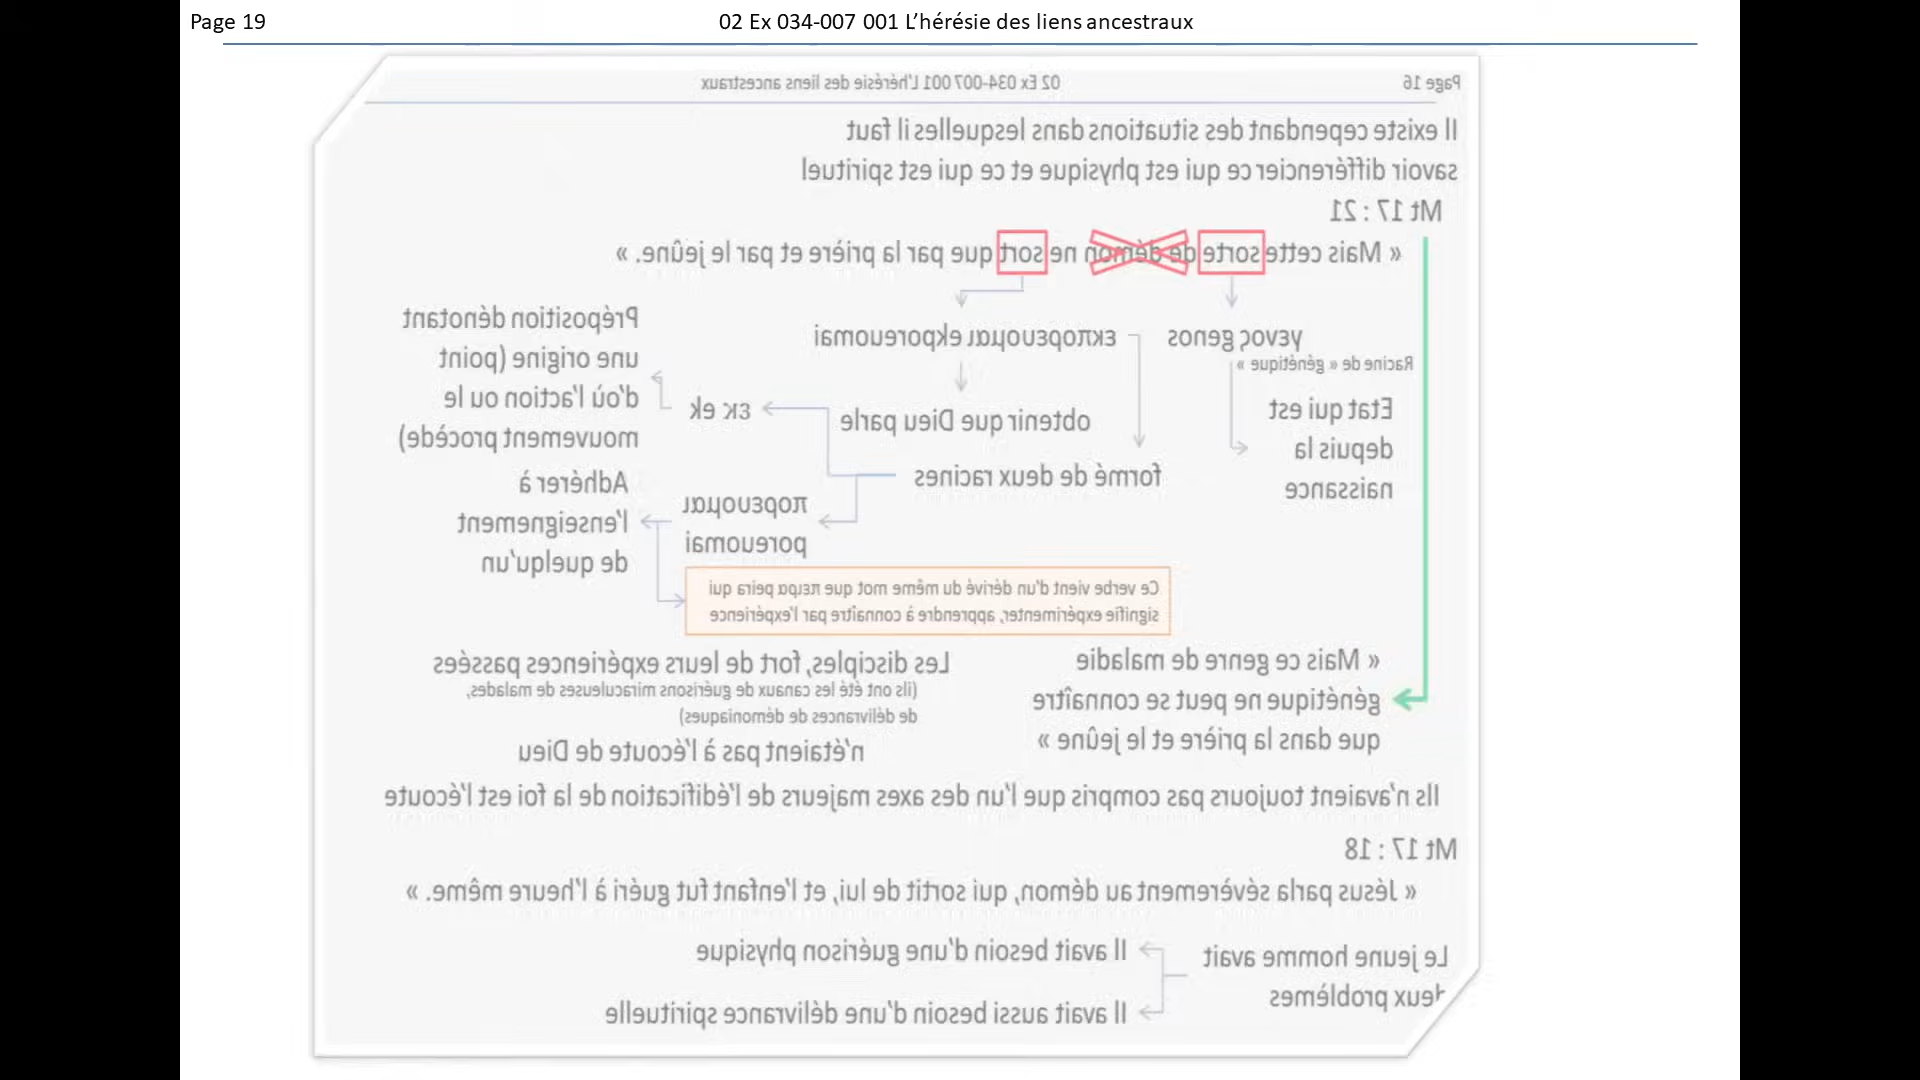 Page 19
02 Ex 034-007 001 L’hérésie des liens ancestraux
Page 16
02 Ex 034-007 001 L’hérésie des liens ancestraux
Il existe cependant des situations dans lesquelles il faut
savoir différencier ce qui est physique et ce qui est spirituel
Mt 17 : 21
« Mais cette sorte de démon ne sort que par la prière et par le jeûne. »
γενος genos
Racine de « génétique »
Etat qui est
depuis la
naissance
εκπορευομαι ekporeuomai
obtenir que Dieu parle
formé de deux racines
εκ ek
Préposition dénotant
une origine (point
d’où l’action ou le
mouvement procède)
πορευομαι
poreuomai
Adhérer à
l’enseignement
de quelqu’un
Ce verbe vient d’un dérivé du même mot que πειρα peira qui
signifie expérimenter, apprendre à connaître par l’expérience
« Mais ce genre de maladie
génétique ne peut se connaître
que dans la prière et le jeûne »
Les disciples, fort de leurs expériences passées
(ils ont été les canaux de guérisons miraculeuses de malades,
de délivrances de démoniaques)
n’étaient pas à l’écoute de Dieu
Ils n’avaient toujours pas compris que l’un des axes majeurs de l’édification de la foi est l’écoute
Mt 17 : 18
« Jésus parla sévèrement au démon, qui sortit de lui, et l’enfant fut guéri à l’heure même. »
Le jeune homme avait
deux problèmes
Il avait besoin d’une guérison physique
Il avait aussi besoin d’une délivrance spirituelle